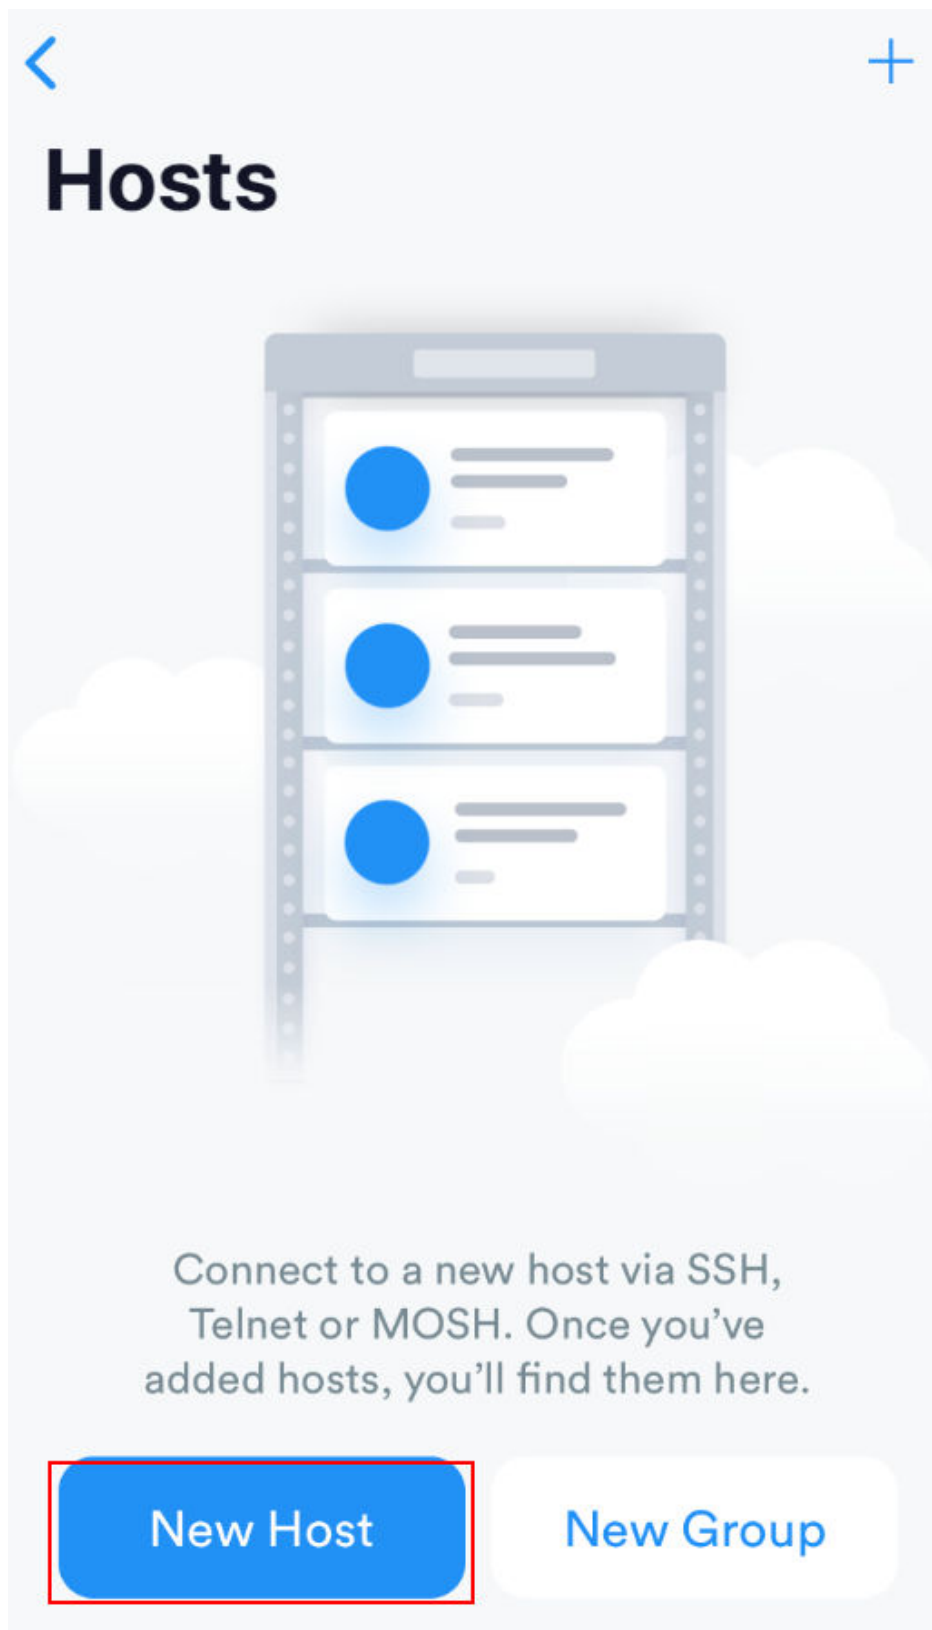 Hosts
Connect to a new host via SSH,
Telnet or MOSH. Once you’ve
added hosts, you’ll find them here.
New Host
New Group